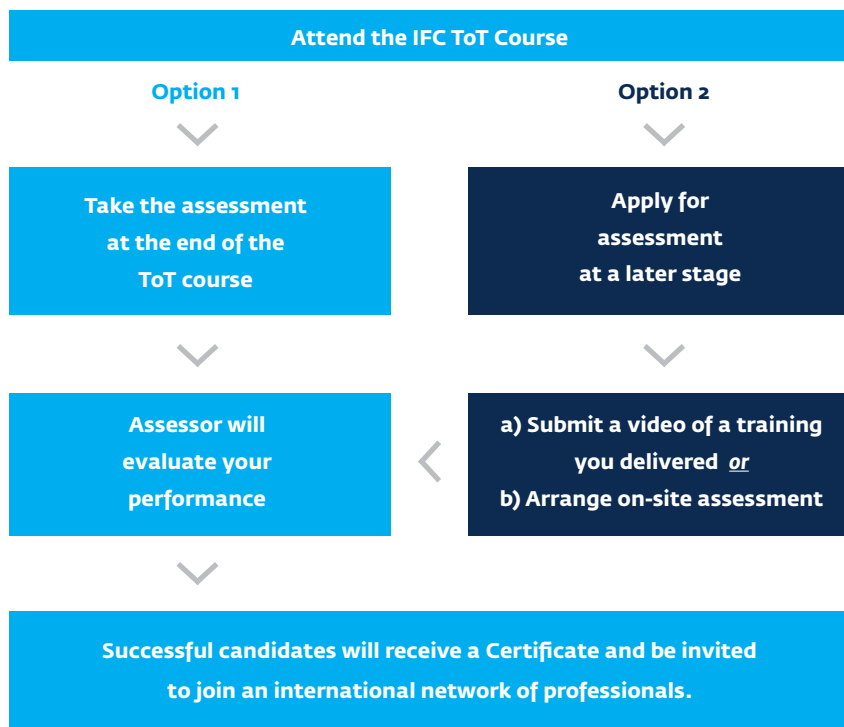 Attend the IFC ToT Course
Option 1
Take the assessment
at the end of the
ToT course
Assessor will
evaluate your
performance
Option 2
Apply for
assessment
at a later stage
a) Submit a video of a training
you delivered or
b) Arrange on-site assessment
Successful candidates will receive a Certificate and be invited
to join an international network of professionals.